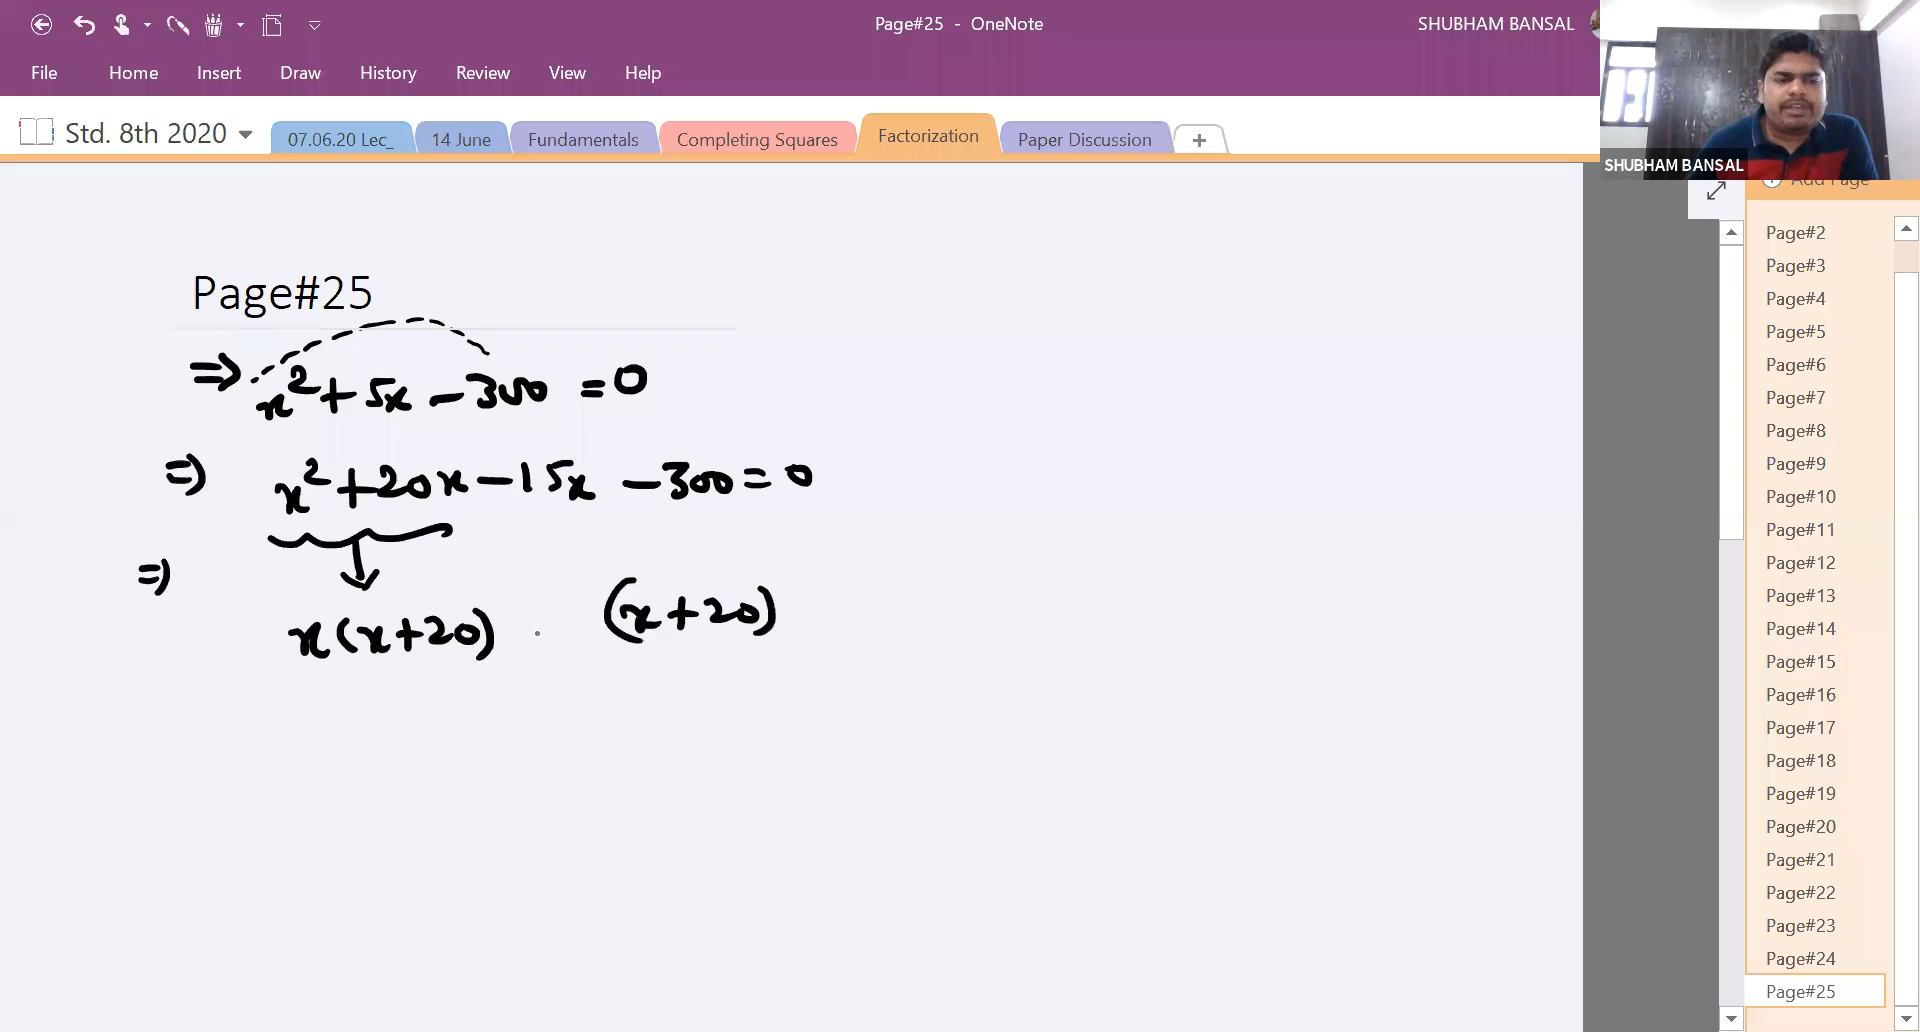 Page#25 - OneNote
SHUBHAM BANSAL
File Home Insert Draw History Review View Help
Std. 8th 2020
07.06.20 Lec_
14 June
Fundamentals
Completing Squares
Factorization
Paper Discussion
+
SHUBHAM BANSAL
Add Page
Page#25
⇒ x² + 5x - 300 = 0
⇒ x² + 20x - 15x - 300 = 0
⇒
x(x+20) (x+20)
Page#2
Page#3
Page#4
Page#5
Page#6
Page#7
Page#8
Page#9
Page#10
Page#11
Page#12
Page#13
Page#14
Page#15
Page#16
Page#17
Page#18
Page#19
Page#20
Page#21
Page#22
Page#23
Page#24
Page#25